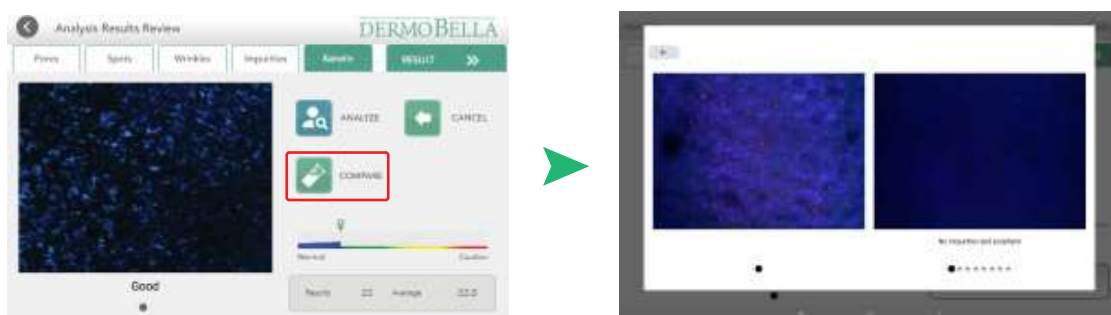 Analysis Results Review
DERMOBELLA
Pores
Spots
Wrinkles
Impurities
Keratin
RESULT
ANALYZE
CANCEL
COMPARE
Normal
Caution
Good
Results 22 Average 22.0
+
No impurities and porphyrin